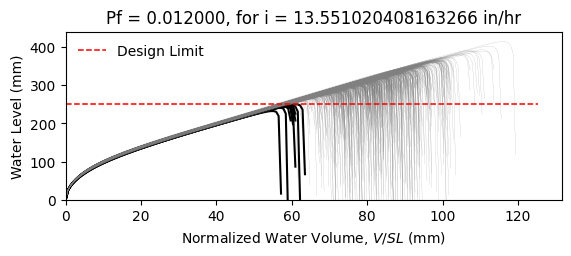 Pf = 0.012000, for i = 13.551020408163266 in/hr
Design Limit
Water Level (mm)
400
300
200
100
0
0 20 40 60 80 100 120
Normalized Water Volume, V/SL (mm)